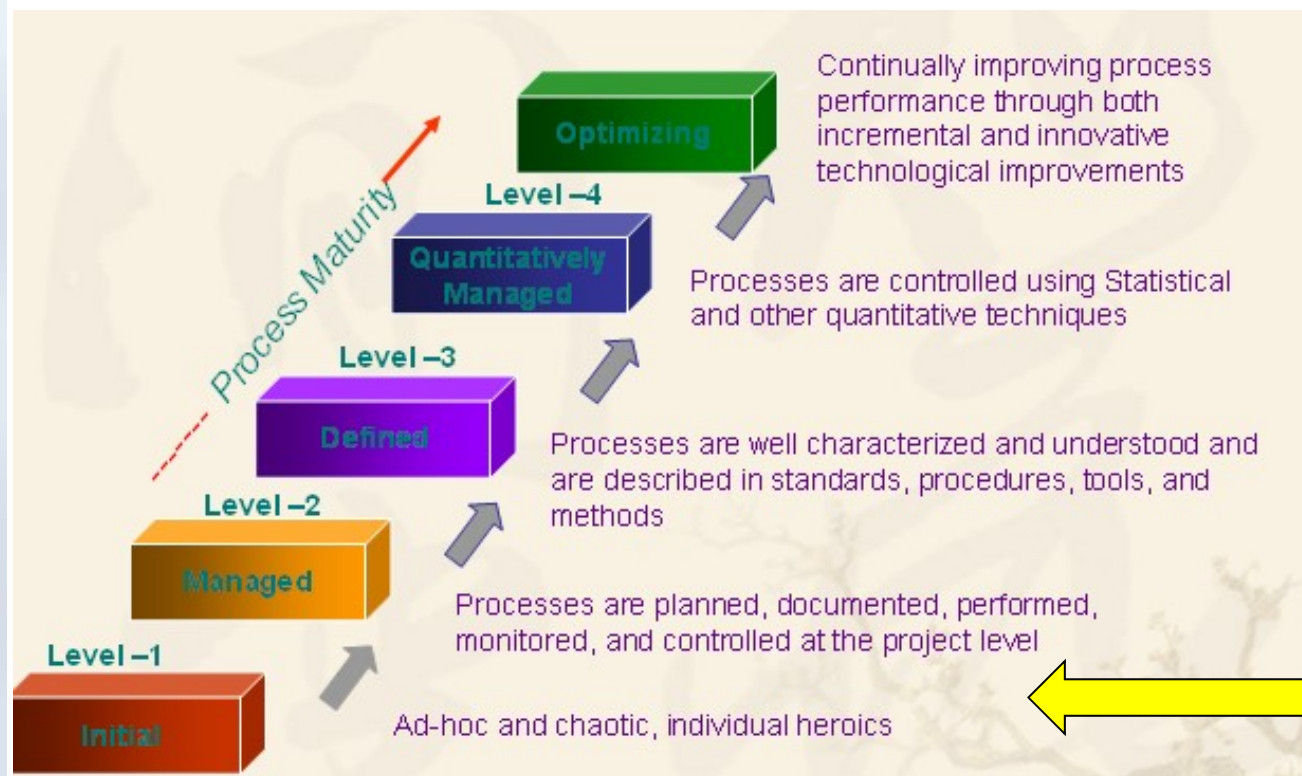 Continually improving process
performance through both
incremental and innovative
technological improvements
Optimizing
Level –4
Quantitatively
Managed
Processes are controlled using Statistical
and other quantitative techniques
Process Maturity
Level –3
Defined
Processes are well characterized and understood and
are described in standards, procedures, tools, and
methods
Level –2
Managed
Processes are planned, documented, performed,
monitored, and controlled at the project level
Level –1
Initial
Ad-hoc and chaotic, individual heroics